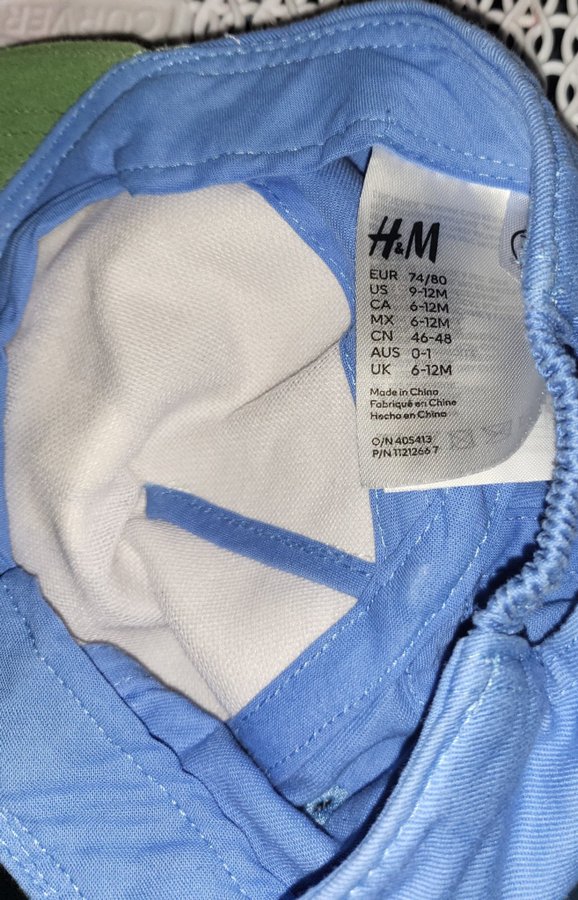 CURVER
H&M
EUR 74/80
US 9-12M
CA 6-12M
MX 6-12M
CN 46-48
AUS 0-1
UK 6-12M
Made in China
Fabriqué en Chine
Hecho en China
O/N 405413
P/N 1121266 7